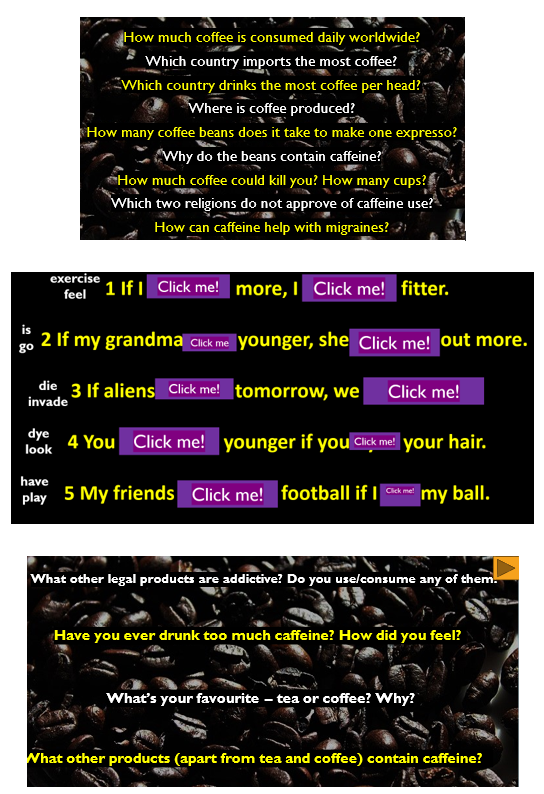 How much coffee is consumed daily worldwide?
Which country imports the most coffee?
Which country drinks the most coffee per head?
Where is coffee produced?
How many coffee beans does it take to make one expresso?
Why do the beans contain caffeine?
How much coffee could kill you? How many cups?
Which two religions do not approve of caffeine use?
How can caffeine help with migraines?
exercise
feel
1 If I Click me! more, I Click me! fitter.
is
go
2 If my grandma Click me younger, she Click me! out more.
die
invade
3 If aliens Click me! tomorrow, we Click me!
dye
look
4 You Click me! younger if you Click me! your hair.
have
play
5 My friends Click me! football if I Click me! my ball.
What other legal products are addictive? Do you use/consume any of them.
Have you ever drunk too much caffeine? How did you feel?
What's your favourite – tea or coffee? Why?
What other products (apart from tea and coffee) contain caffeine?